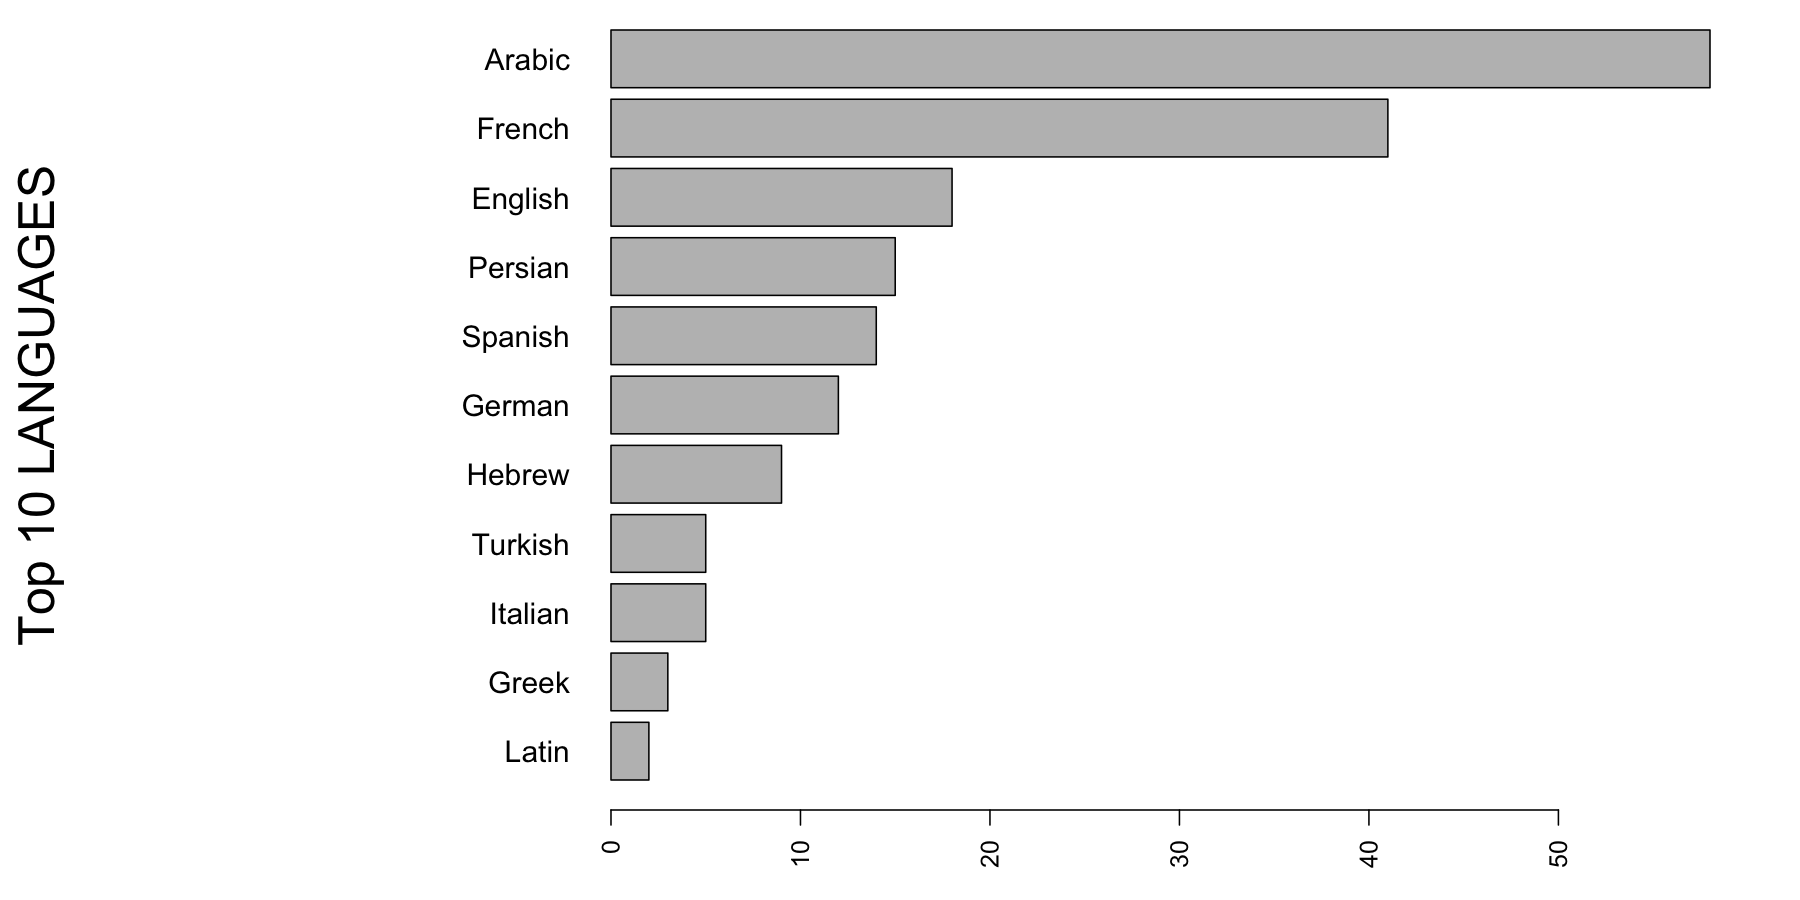 Top 10 LANGUAGES
Arabic
French
English
Persian
Spanish
German
Hebrew
Turkish
Italian
Greek
Latin
0 10 20 30 40 50